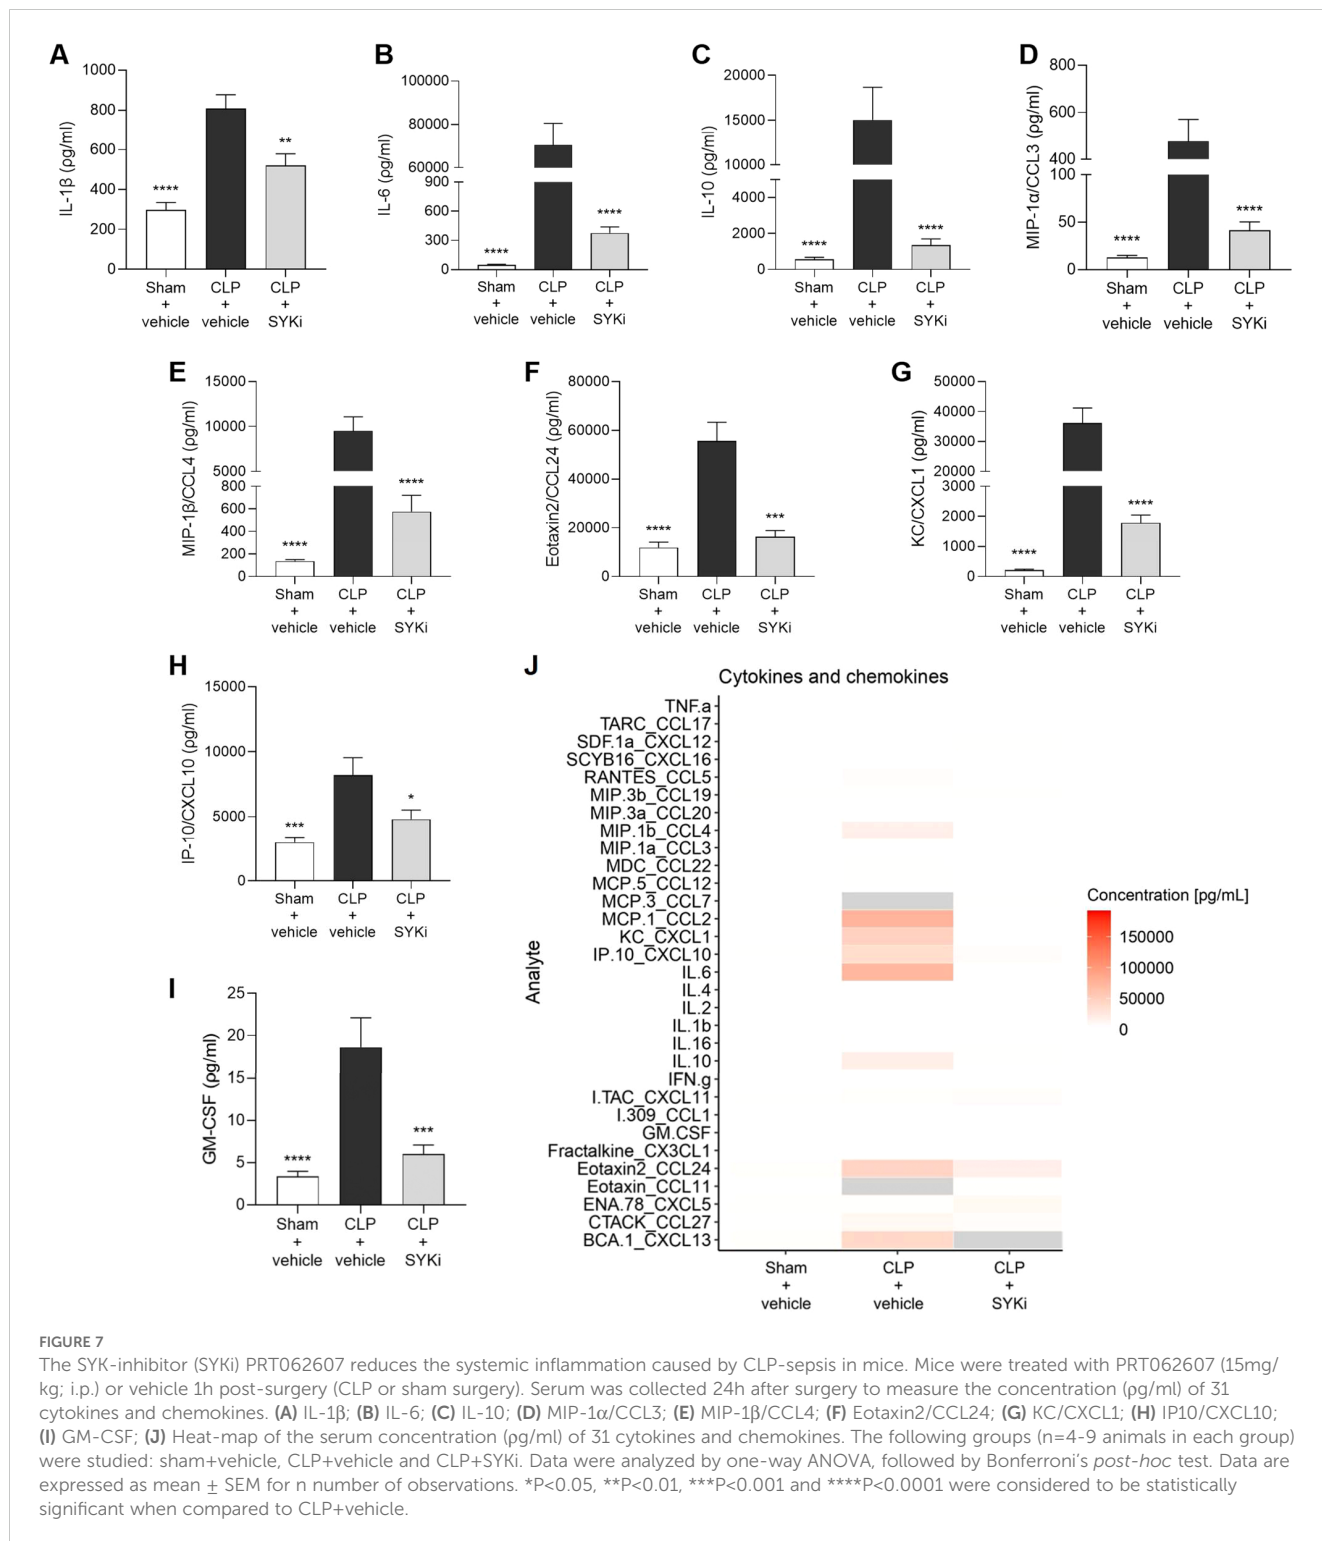 A
IL-1β (ρg/ml)
1000
800
600
400
200
0
****
**
Sham + vehicle
CLP + vehicle
CLP + SYKi
B
IL-6 (ρg/ml)
100000
80000
60000
900
600
300
0
****
****
Sham + vehicle
CLP + vehicle
CLP + SYKi
C
IL-10 (ρg/ml)
20000
15000
10000
6000
4000
2000
0
****
****
Sham + vehicle
CLP + vehicle
CLP + SYKi
D
MIP-1α/CCL3 (ρg/ml)
800
600
400
100
50
0
****
****
Sham + vehicle
CLP + vehicle
CLP + SYKi
E
MIP-1β/CCL4 (ρg/ml)
15000
10000
5000
800
600
400
200
0
****
****
Sham + vehicle
CLP + vehicle
CLP + SYKi
F
Eotaxin2/CCL24 (ρg/ml)
80000
60000
40000
20000
0
****
***
Sham + vehicle
CLP + vehicle
CLP + SYKi
G
KC/CXCL1 (ρg/ml)
50000
40000
30000
20000
3000
2000
1000
0
****
****
Sham + vehicle
CLP + vehicle
CLP + SYKi
H
IP-10/CXCL10 (ρg/ml)
15000
10000
5000
0
***
*
Sham + vehicle
CLP + vehicle
CLP + SYKi
I
GM-CSF (ρg/ml)
25
20
15
10
5
0
****
***
Sham + vehicle
CLP + vehicle
CLP + SYKi
J
Cytokines and chemokines
Analyte
TNF.a
TARC_CCL17
SDF.1a_CXCL12
SCYB16_CXCL16
RANTES_CCL5
MIP.3b_CCL19
MIP.3a_CCL20
MIP.1b_CCL4
MIP.1a_CCL3
MDC_CCL22
MCP.5_CCL12
MCP.3_CCL7
MCP.1_CCL2
KC_CXCL1
IP.10_CXCL10
IL.6
IL.4
IL.2
IL.1b
IL.16
IL.10
IFN.g
I.TAC_CXCL11
I.309_CCL1
GM.CSF
Fractalkine_CX3CL1
Eotaxin2_CCL24
Eotaxin_CCL11
ENA.78_CXCL5
CTACK_CCL27
BCA.1_CXCL13
Sham + vehicle
CLP + vehicle
CLP + SYKi
Concentration [pg/mL]
150000
100000
50000
0
FIGURE 7
The SYK-inhibitor (SYKi) PRT062607 reduces the systemic inflammation caused by CLP-sepsis in mice. Mice were treated with PRT062607 (15mg/
kg; i.p.) or vehicle 1h post-surgery (CLP or sham surgery). Serum was collected 24h after surgery to measure the concentration (ρg/ml) of 31
cytokines and chemokines. (A) IL-1β; (B) IL-6; (C) IL-10; (D) MIP-1α/CCL3; (E) MIP-1β/CCL4; (F) Eotaxin2/CCL24; (G) KC/CXCL1; (H) IP10/CXCL10;
(I) GM-CSF; (J) Heat-map of the serum concentration (ρg/ml) of 31 cytokines and chemokines. The following groups (n=4-9 animals in each group)
were studied: sham+vehicle, CLP+vehicle and CLP+SYKi. Data were analyzed by one-way ANOVA, followed by Bonferroni's post-hoc test. Data are
expressed as mean ± SEM for n number of observations. *P<0.05, **P<0.01, ***P<0.001 and ****P<0.0001 were considered to be statistically
significant when compared to CLP+vehicle.